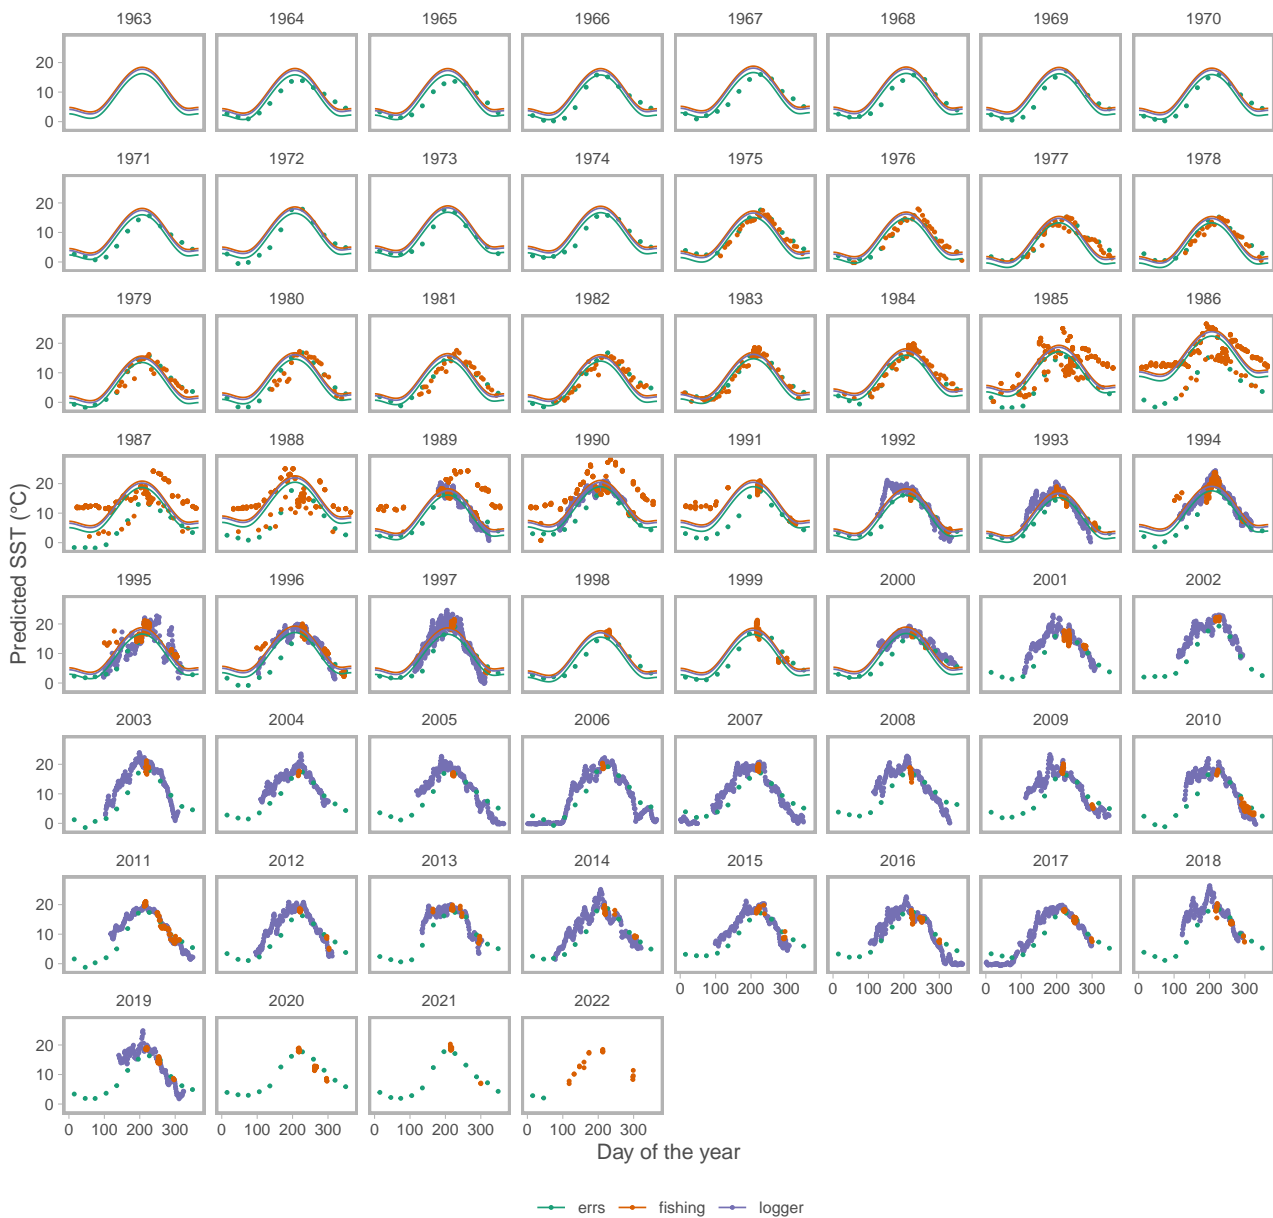 1963 1964 1965 1966 1967 1968 1969 1970
20
10
0
1971 1972 1973 1974 1975 1976 1977 1978
20
10
0
1979 1980 1981 1982 1983 1984 1985 1986
20
10
0
1987 1988 1989 1990 1991 1992 1993 1994
20
10
0
Predicted SST (°C)
1995 1996 1997 1998 1999 2000 2001 2002
20
10
0
2003 2004 2005 2006 2007 2008 2009 2010
20
10
0
2011 2012 2013 2014 2015 2016 2017 2018
20
10
0
0 100 200 300 0 100 200 300 0 100 200 300 0 100 200 300
2019 2020 2021 2022
20
10
0
0 100 200 300 0 100 200 300 0 100 200 300 0 100 200 300
Day of the year
errs fishing logger